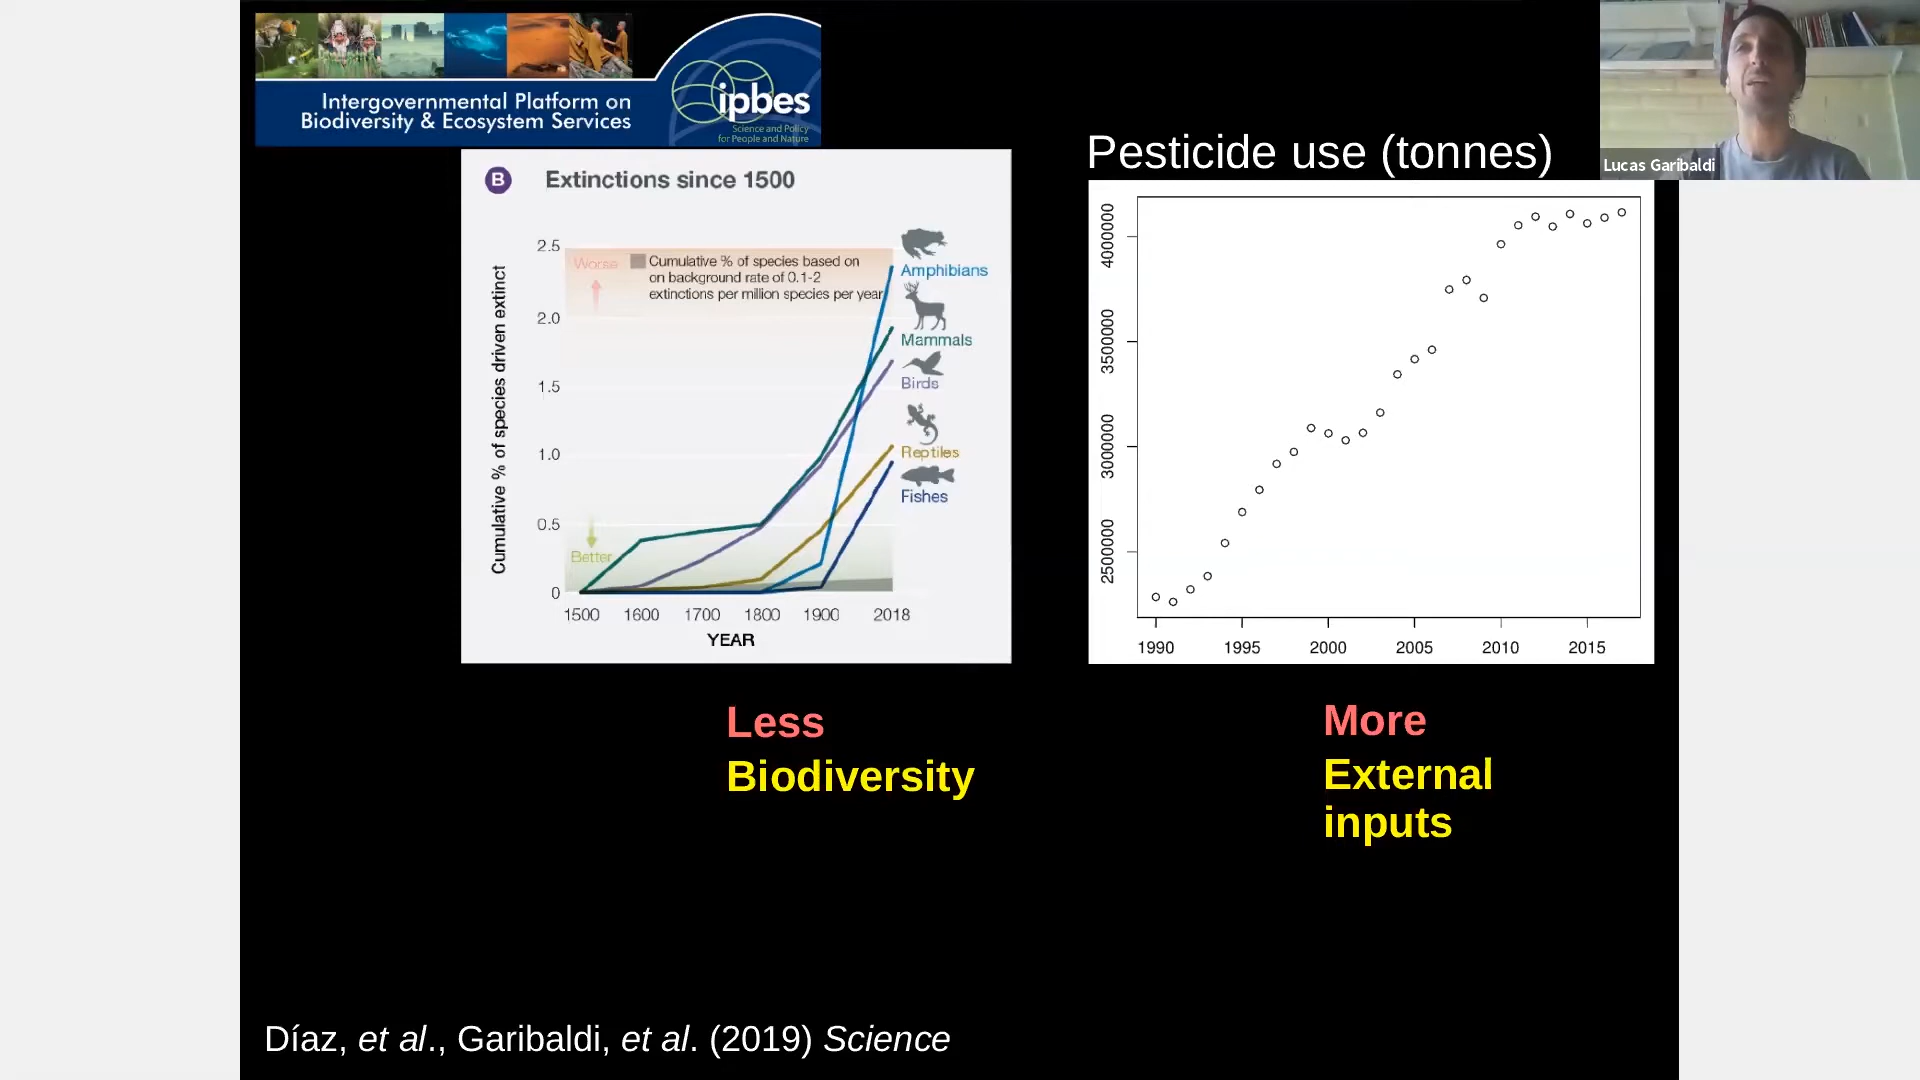 Intergovernmental Platform on
Biodiversity & Ecosystem Services
ipbes
Science and Policy
for People and Nature
Lucas Garibaldi
B
Extinctions since 1500
Cumulative % of species driven extinct
2.5
2.0
1.5
1.0
0.5
0
Worse
Cumulative % of species based on
on background rate of 0.1-2
extinctions per million species per year
Better
Amphibians
Mammals
Birds
Reptiles
Fishes
1500 1600 1700 1800 1900 2018
YEAR
Pesticide use (tonnes)
4000000
3500000
3000000
2500000
1990 1995 2000 2005 2010 2015
Less
Biodiversity
More
External
inputs
Díaz, et al., Garibaldi, et al. (2019) Science